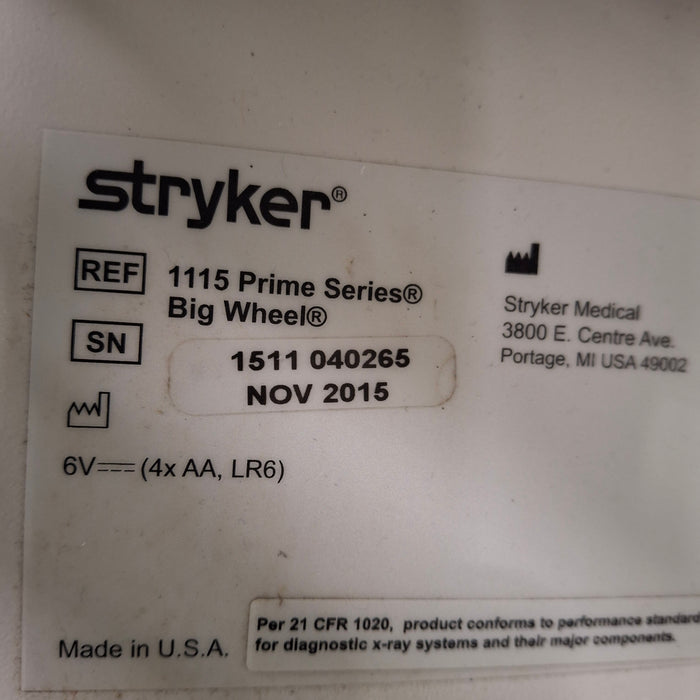 stryker®
REF
1115 Prime Series®
Big Wheel®
SN
1511 040265
NOV 2015
6V (4x AA, LR6)
Stryker Medical
3800 E. Centre Ave.
Portage, MI USA 49002
Made in U.S.A.
Per 21 CFR 1020, product conforms to performance standard
for diagnostic x-ray systems and their major components.